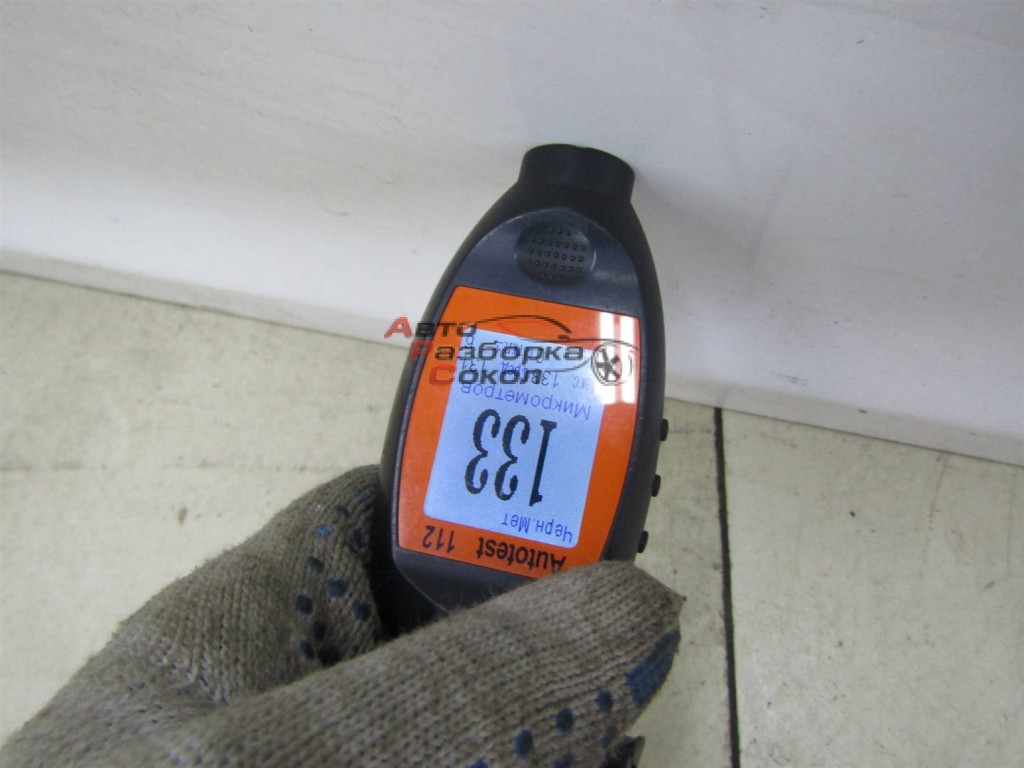 Autotest 112
Черн.Мет
133
Микрометров
Авто
Разборка
Сокол